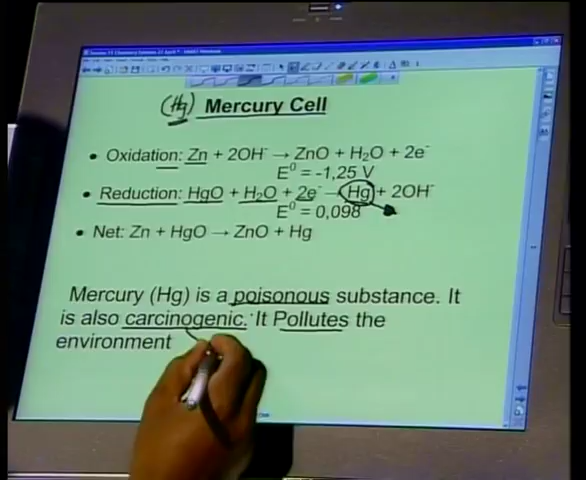 (Hg) Mercury Cell
• Oxidation: Zn + 2OH⁻ → ZnO + H₂O + 2e⁻
E⁰ = -1,25 V
• Reduction: HgO + H₂O + 2e⁻ → Hg + 2OH⁻
E⁰ = 0,098
• Net: Zn + HgO → ZnO + Hg
Mercury (Hg) is a poisonous substance. It
is also carcinogenic. It Pollutes the
environment